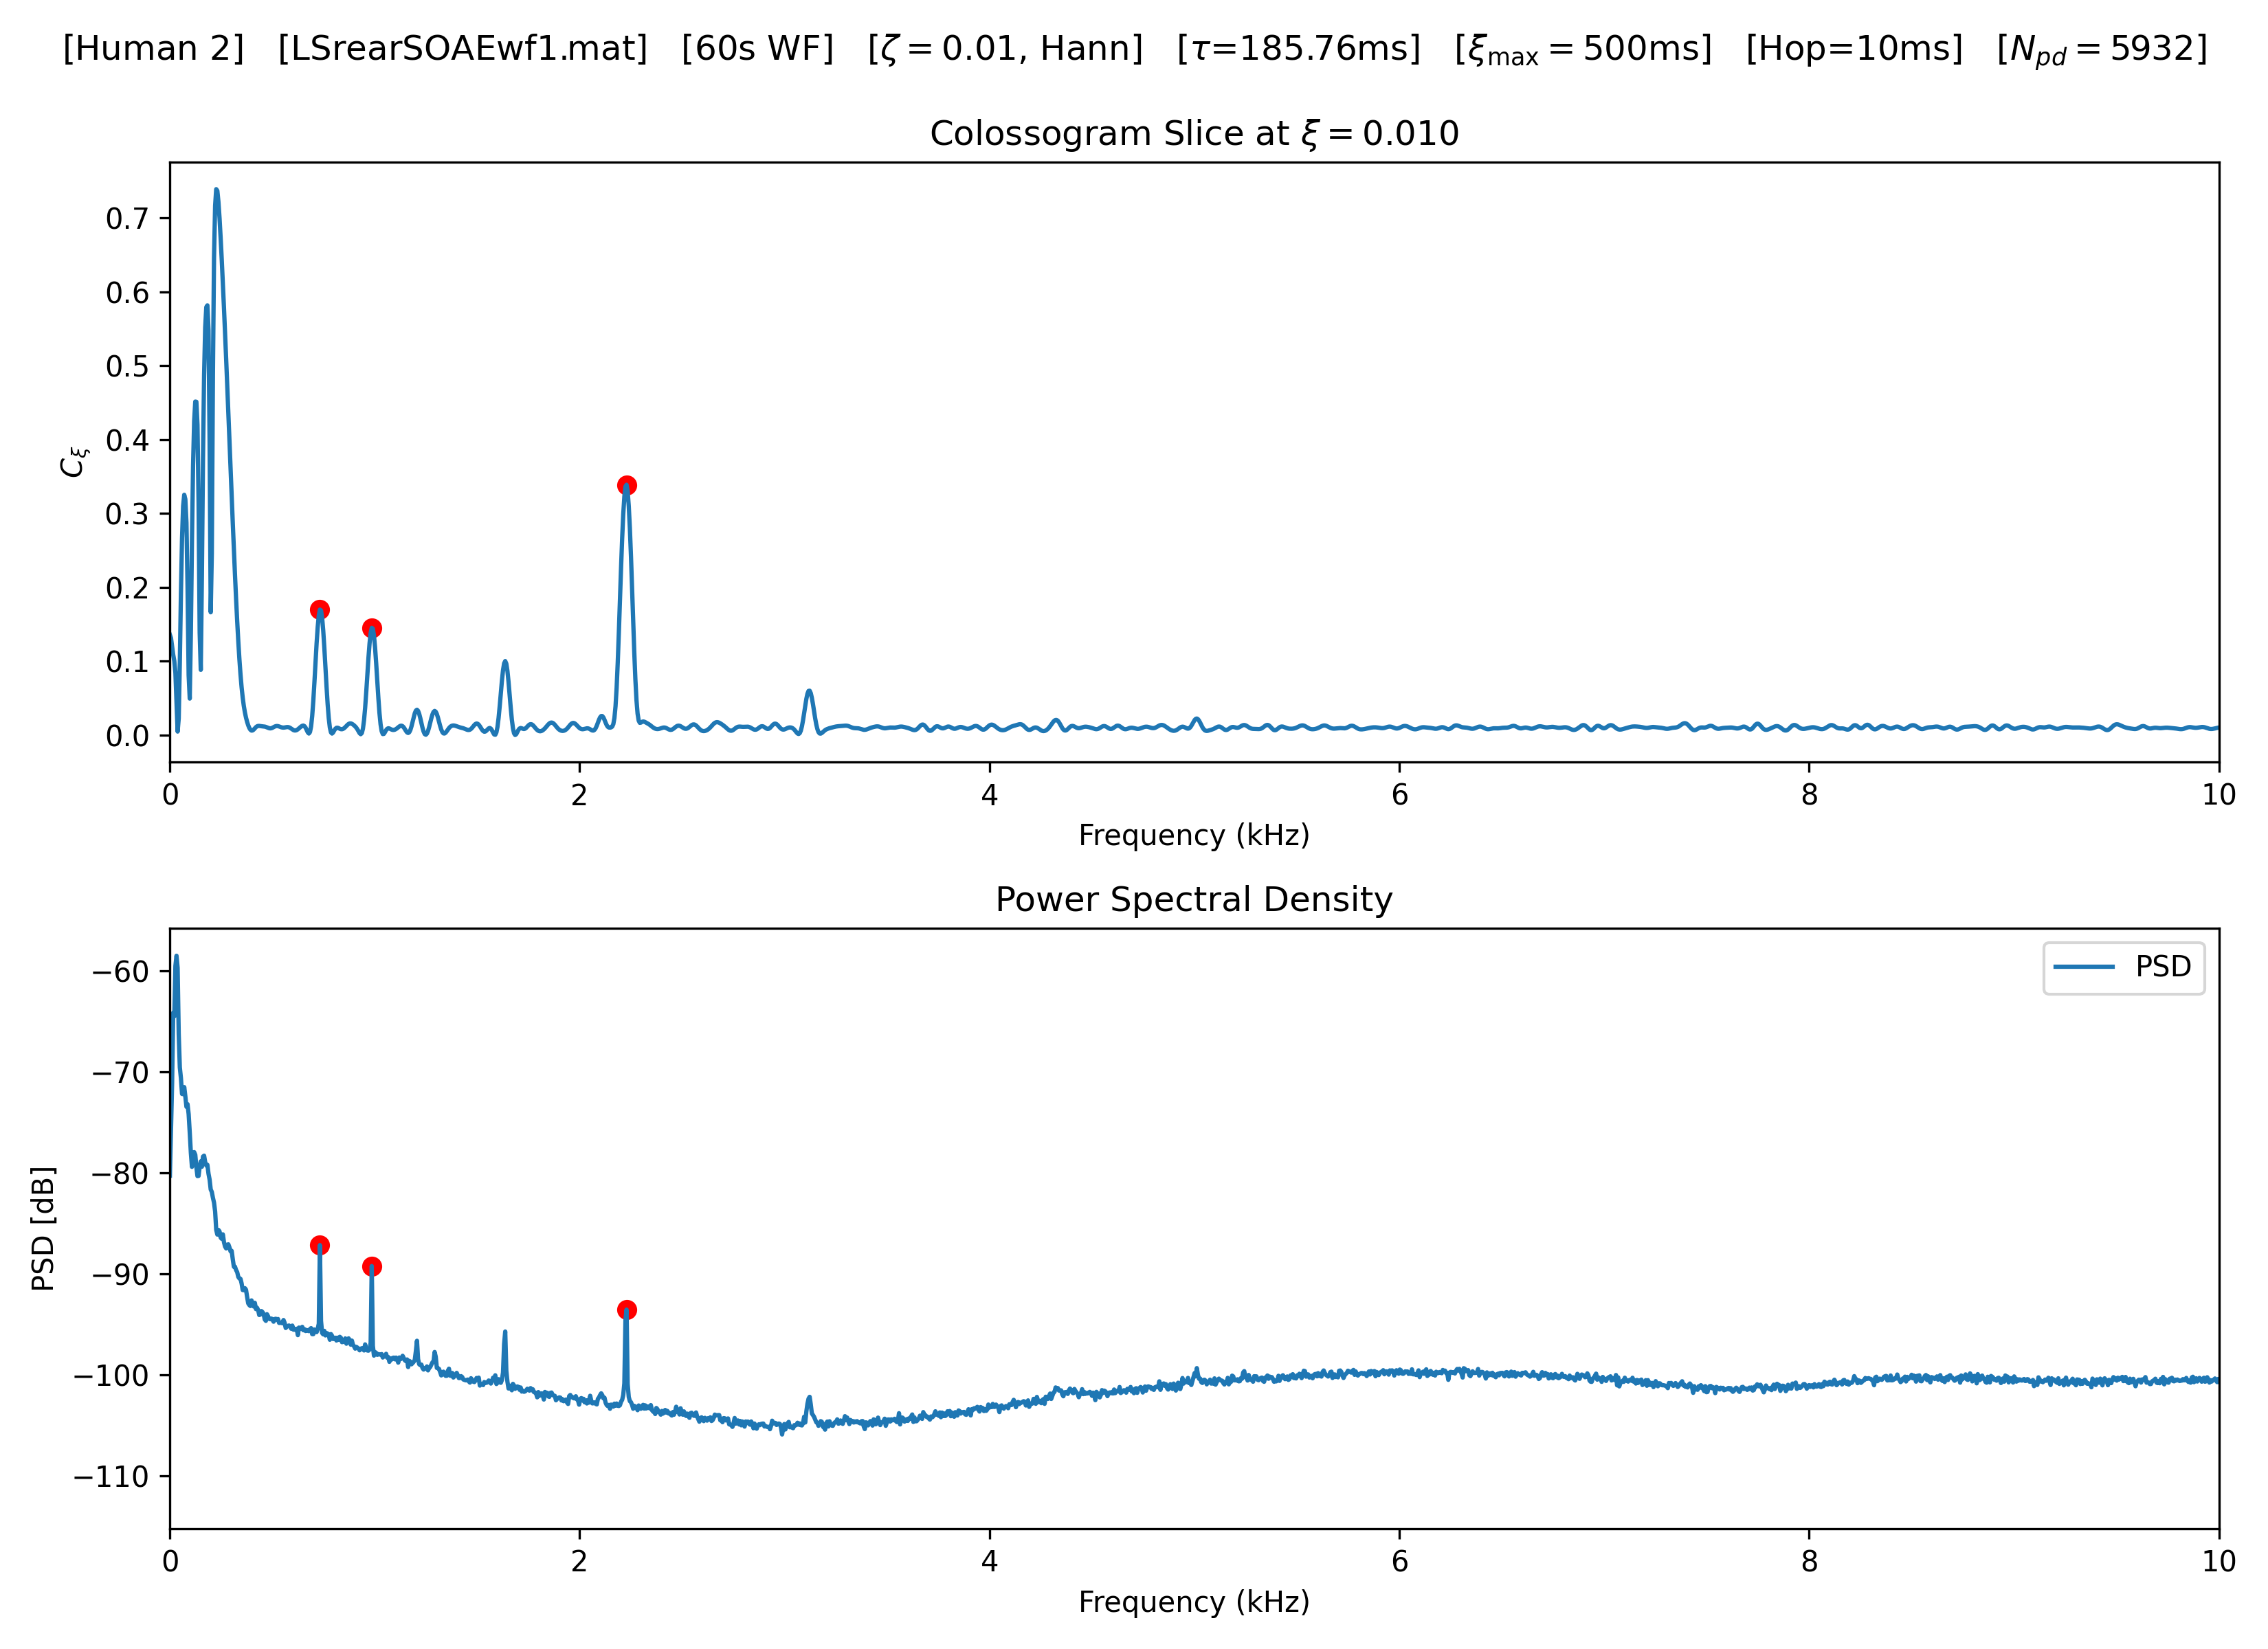 [Human 2] [LSrearSOAEwf1.mat] [60s WF] [ζ = 0.01, Hann] [τ=185.76ms] [ξmax = 500ms] [Hop=10ms] [Npd = 5932]
Colossogram Slice at ξ = 0.010
0.7
0.6
0.5
0.4
0.3
0.2
0.1
0.0
Cξ
0 2 4 6 8 10
Frequency (kHz)
Power Spectral Density
PSD
−60
−70
−80
−90
−100
−110
PSD [dB]
0 2 4 6 8 10
Frequency (kHz)